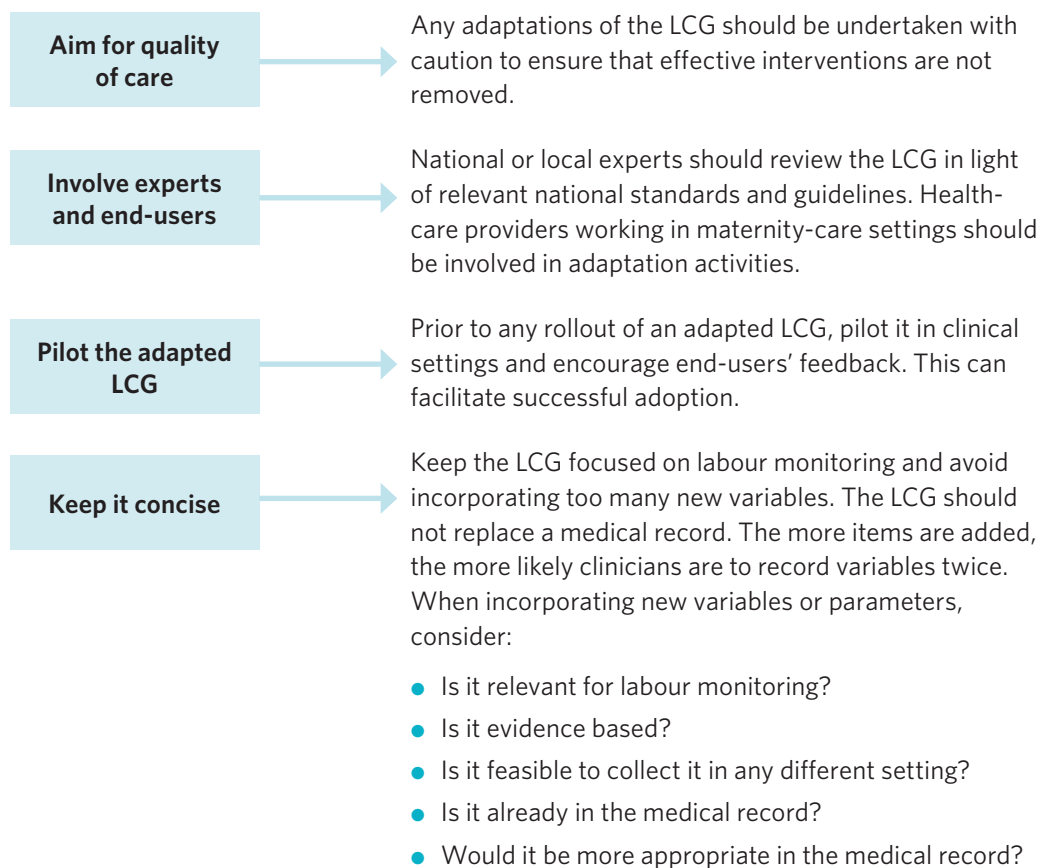 Aim for quality
of care
Any adaptations of the LCG should be undertaken with
caution to ensure that effective interventions are not
removed.
Involve experts
and end-users
National or local experts should review the LCG in light
of relevant national standards and guidelines. Health-
care providers working in maternity-care settings should
be involved in adaptation activities.
Pilot the adapted
LCG
Prior to any rollout of an adapted LCG, pilot it in clinical
settings and encourage end-users’ feedback. This can
facilitate successful adoption.
Keep it concise
Keep the LCG focused on labour monitoring and avoid
incorporating too many new variables. The LCG should
not replace a medical record. The more items are added,
the more likely clinicians are to record variables twice.
When incorporating new variables or parameters,
consider:
● Is it relevant for labour monitoring?
● Is it evidence based?
● Is it feasible to collect it in any different setting?
● Is it already in the medical record?
● Would it be more appropriate in the medical record?